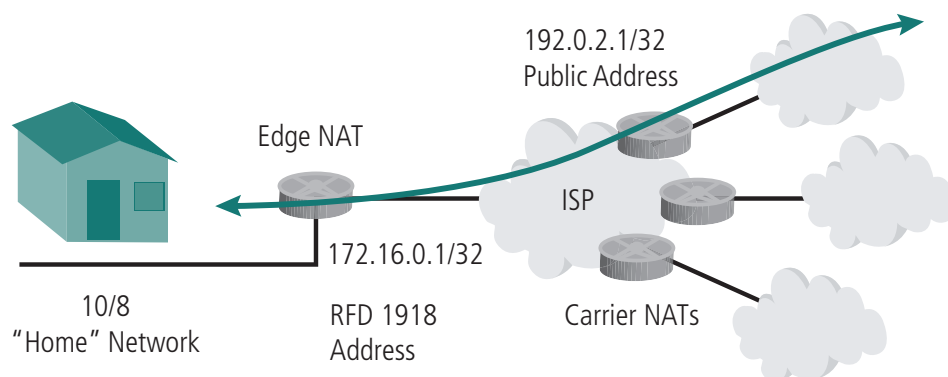 192.0.2.1/32
Public Address
Edge NAT
ISP
172.16.0.1/32
10/8
"Home" Network
RFD 1918
Address
Carrier NATs